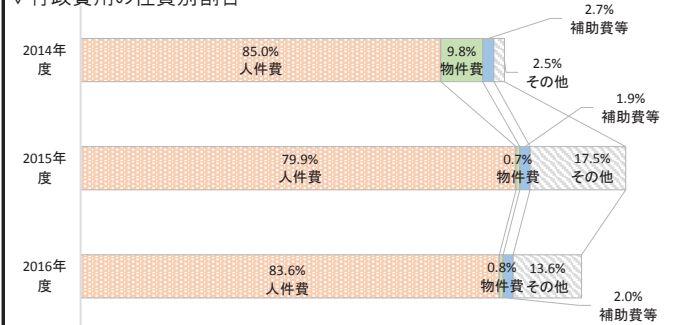 ▽行政費用の性質別割合
2.7%
補助費等
2014年
度
85.0%
人件費
9.8%
物件費
2.5%
その他
1.9%
補助費等
2015年
度
79.9%
人件費
0.7%
物件費
17.5%
その他
2016年
度
83.6%
人件費
0.8%
物件費
13.6%
その他
2.0%
補助費等